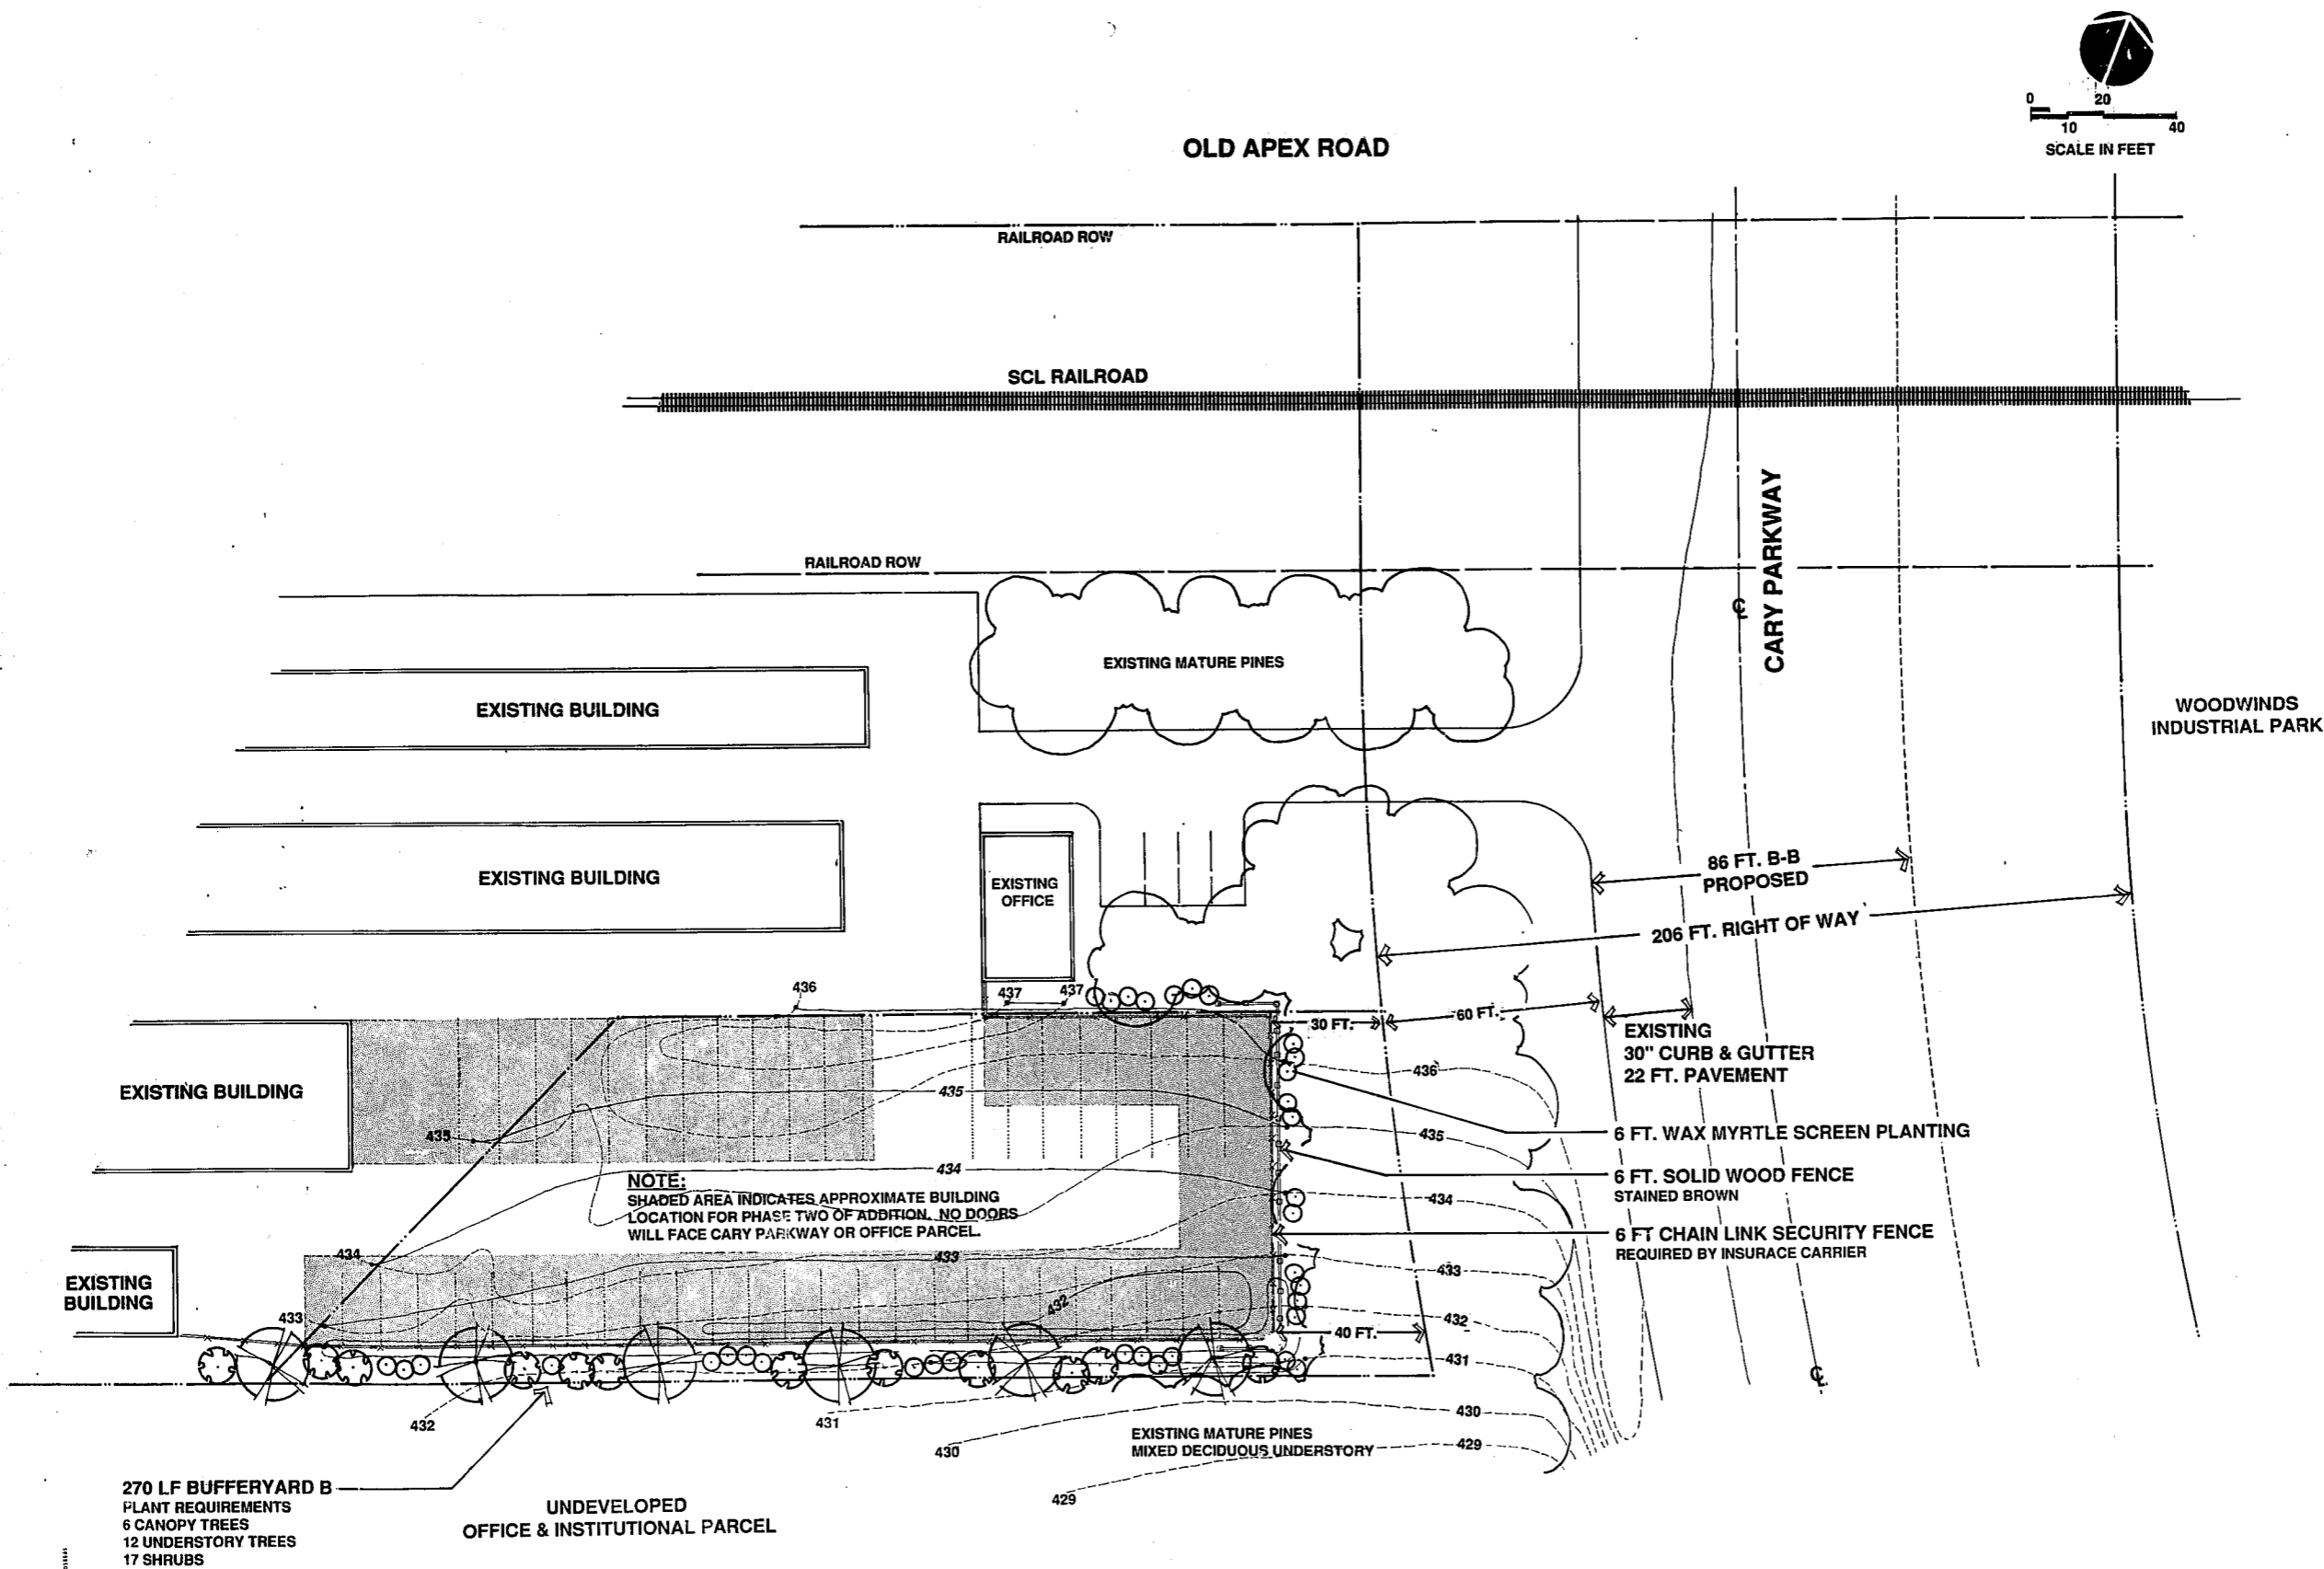 0 20
10 40
SCALE IN FEET
OLD APEX ROAD
RAILROAD ROW
SCL RAILROAD
CARY PARKWAY
RAILROAD ROW
EXISTING MATURE PINES
EXISTING BUILDING
WOODWINDS
INDUSTRIAL PARK
EXISTING BUILDING
EXISTING
OFFICE
86 FT. B-B
PROPOSED
206 FT. RIGHT OF WAY
436
437
437
30 FT.
60 FT.
EXISTING
30" CURB & GUTTER
22 FT. PAVEMENT
EXISTING BUILDING
436
435
435
435
6 FT. WAX MYRTLE SCREEN PLANTING
434
6 FT. SOLID WOOD FENCE
STAINED BROWN
434
NOTE:
SHADED AREA INDICATES APPROXIMATE BUILDING
LOCATION FOR PHASE TWO OF ADDITION. NO DOORS
WILL FACE CARY PARKWAY OR OFFICE PARCEL.
6 FT CHAIN LINK SECURITY FENCE
REQUIRED BY INSURACE CARRIER
434
433
433
EXISTING
BUILDING
433
432
432
40 FT.
431
432
431
430
430
429
429
EXISTING MATURE PINES
MIXED DECIDUOUS UNDERSTORY
270 LF BUFFERYARD B
PLANT REQUIREMENTS
6 CANOPY TREES
12 UNDERSTORY TREES
17 SHRUBS
UNDEVELOPED
OFFICE & INSTITUTIONAL PARCEL